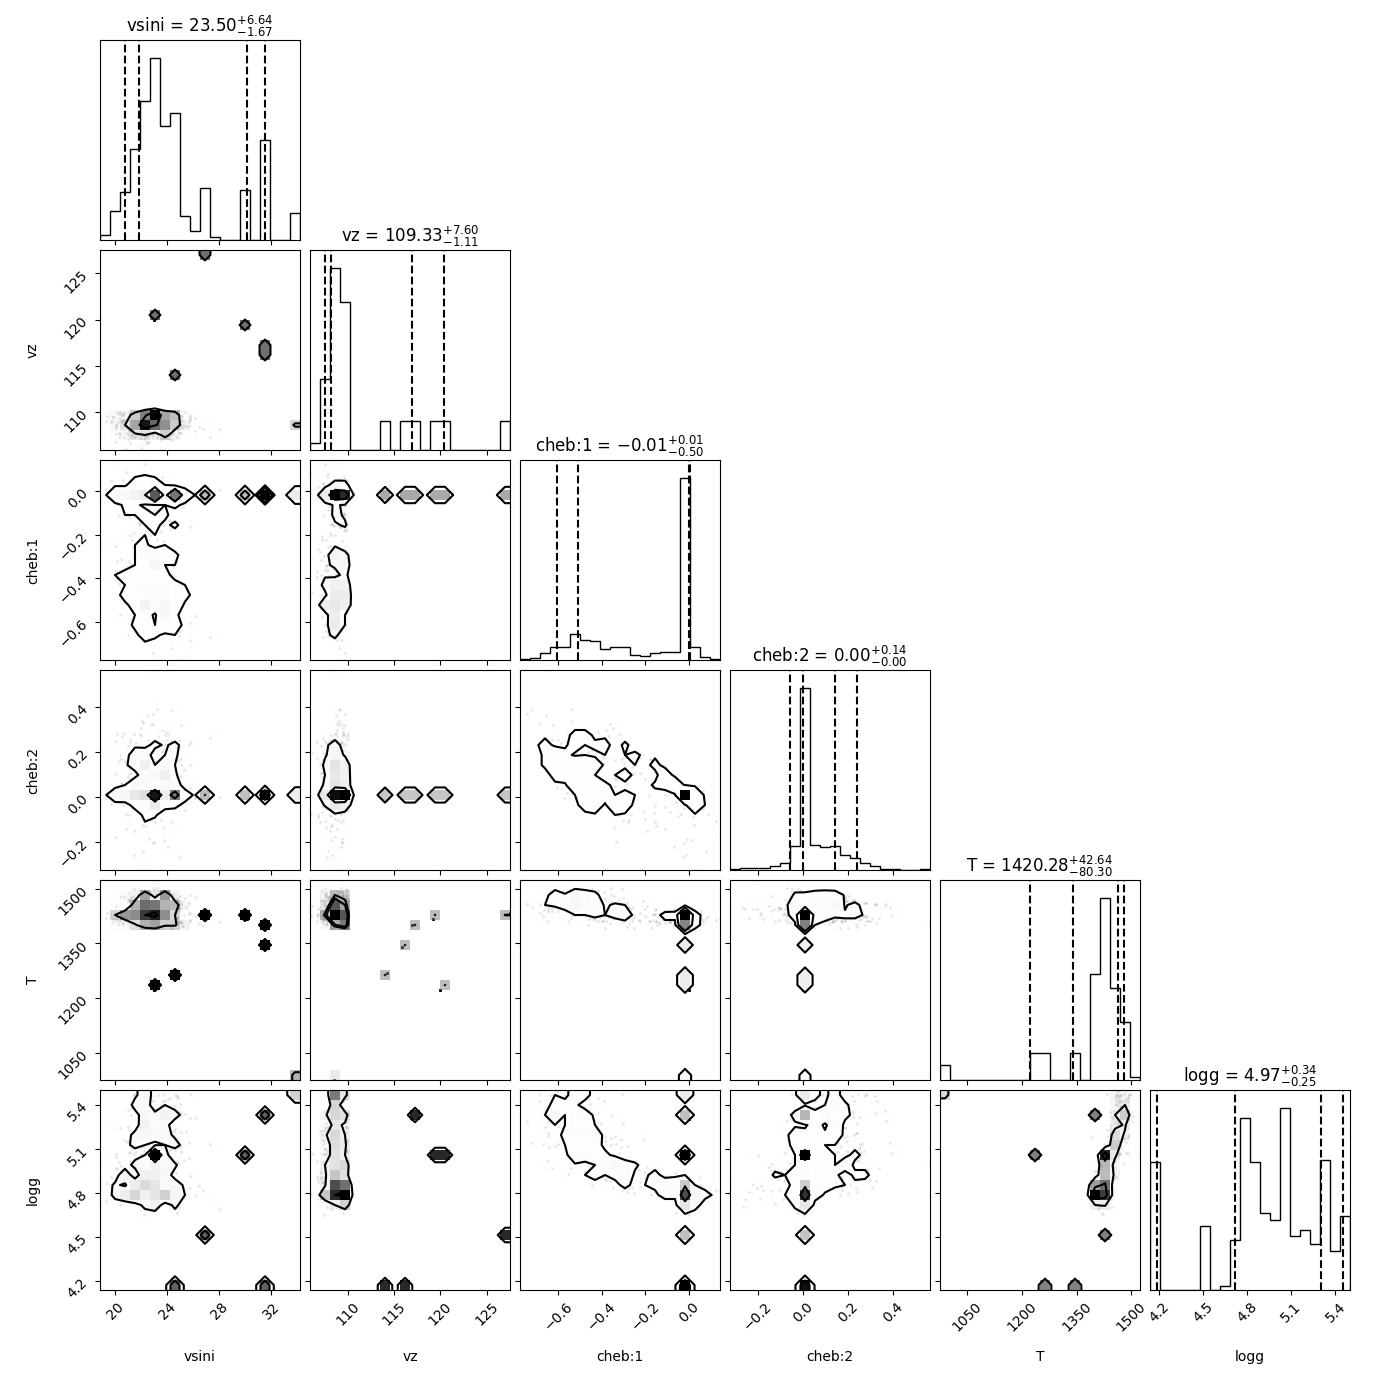 vsini = 23.50 +6.64 −1.67
vz = 109.33 +7.60 −1.11
125
120
115
110
vz
cheb:1 = −0.01 +0.01 −0.50
0.0
−0.2
−0.4
−0.6
cheb:1
cheb:2 = 0.00 +0.14 −0.00
0.4
0.2
0.0
−0.2
cheb:2
T = 1420.28 +42.64 −80.30
1500
1350
1200
1050
T
logg = 4.97 +0.34 −0.25
5.4
5.1
4.8
4.5
4.2
logg
20 24 28 32
110 115 120 125
−0.6 −0.4 −0.2 0.0
−0.2 0.0 0.2 0.4
1050 1200 1350 1500
4.2 4.5 4.8 5.1 5.4
vsini vz cheb:1 cheb:2 T logg